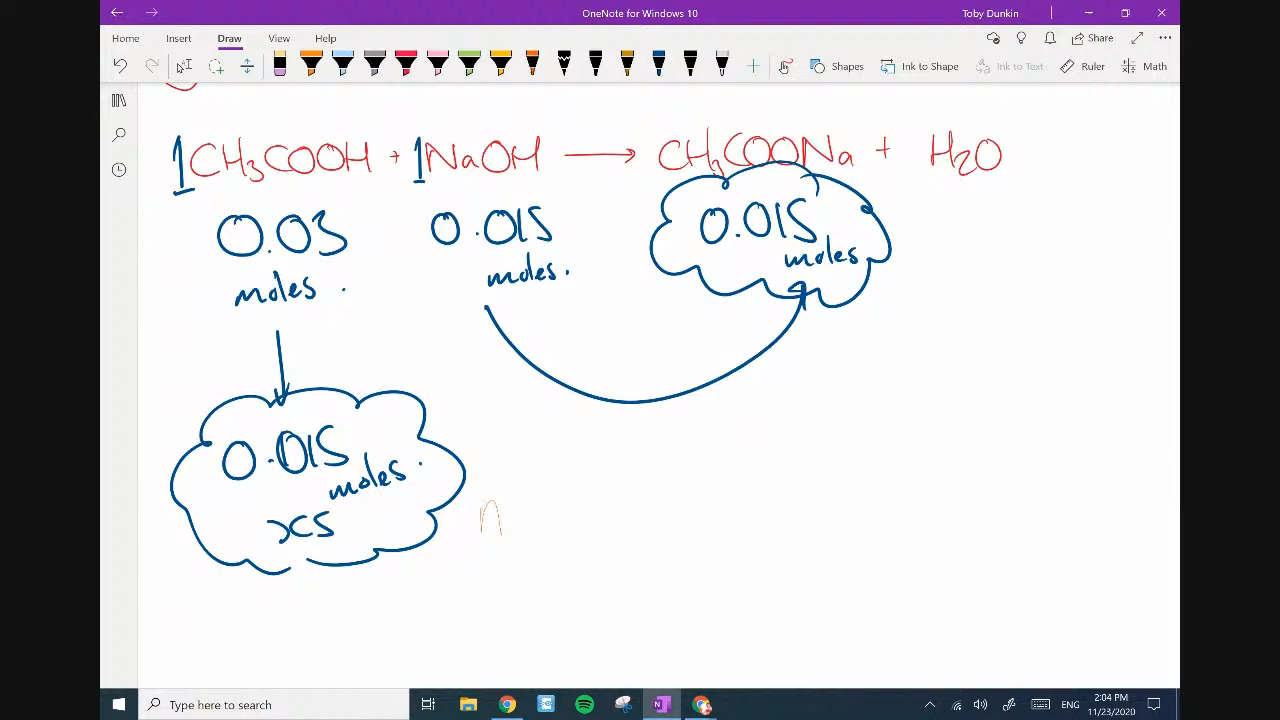 OneNote for Windows 10
Toby Dunkin
Home Insert Draw View Help
Share
Shapes Ink to Shape Ink to Text Ruler Math
1CH3COOH + 1NaOH → CH3COONa + H2O
0.03 0.015 0.015
moles. moles. moles
0.015
moles.
xcs
n
Type here to search
ENG
2:04 PM
11/23/2020